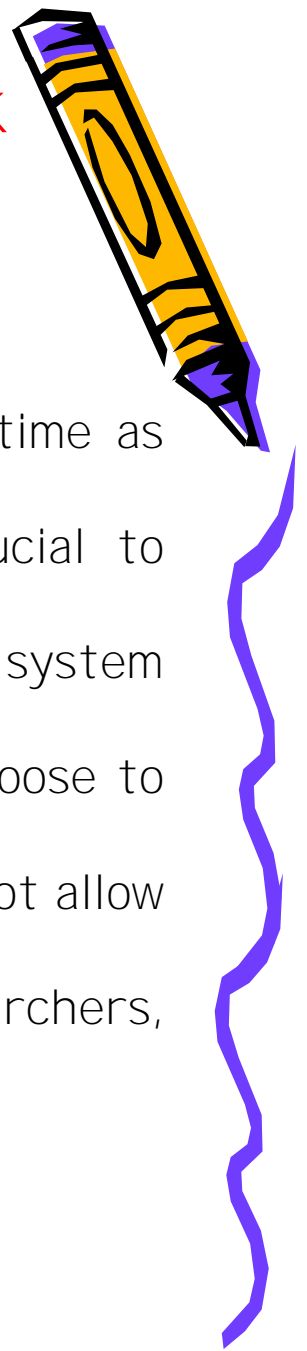 time as
ucial to
system
oose to
ot allow
rchers,